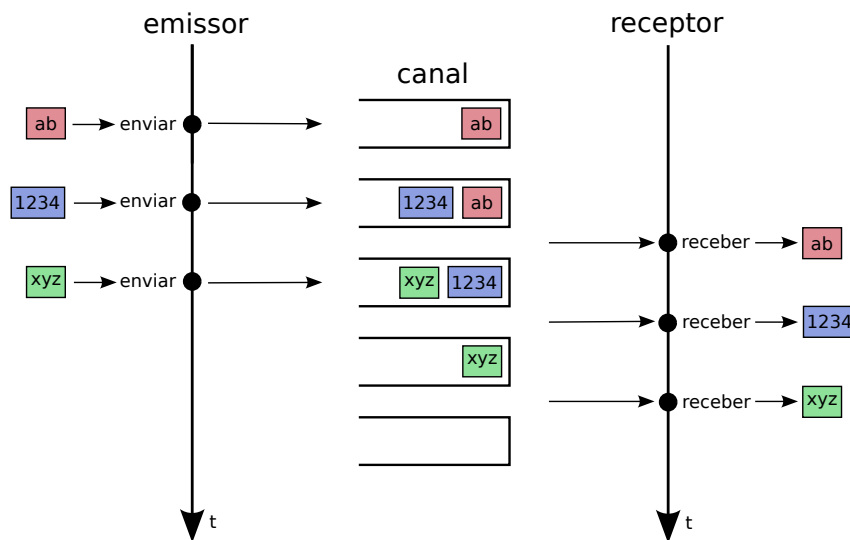 emissor
receptor
canal
ab enviar ab
1234 enviar 1234 ab
receber ab
xyz enviar xyz 1234
receber 1234
xyz
receber xyz
t
t